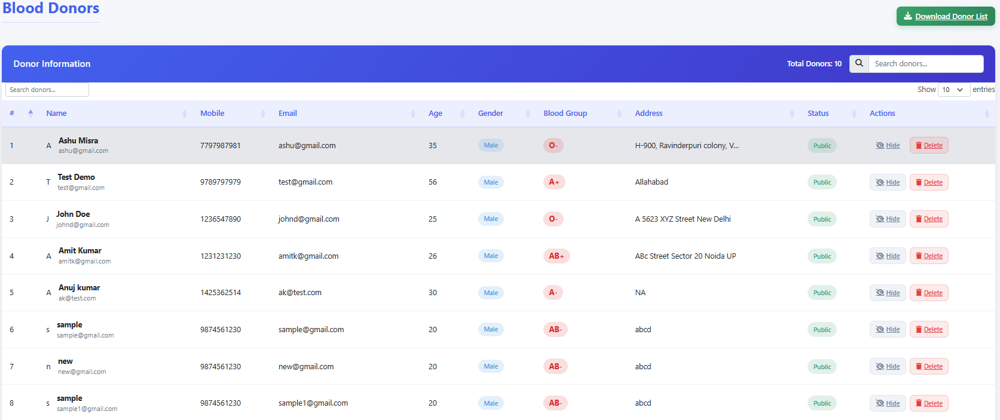 Blood Donors
Download Donor List
Donor Information
Total Donors: 10
Search donors...
Search donors...
Show 10 entries
# Name Mobile Email Age Gender Blood Group Address Status Actions
1 A Ashu Misra 7797987981 ashu@gmail.com 35 Male O- H-900, Ravinderpuri colony, V... Public Hide Delete
ashu@gmail.com
2 T Test Demo 9789797979 test@gmail.com 56 Male A+ Allahabad Public Hide Delete
test@gmail.com
3 J John Doe 1236547890 johnd@gmail.com 25 Male O- A 5623 XYZ Street New Delhi Public Hide Delete
johnd@gmail.com
4 A Amit Kumar 1231231230 amitk@gmail.com 26 Male AB+ ABc Street Sector 20 Noida UP Public Hide Delete
amitk@gmail.com
5 A Anuj kumar 1425362514 ak@test.com 30 Male A- NA Public Hide Delete
ak@test.com
6 s sample 9874561230 sample@gmail.com 20 Male AB- abcd Public Hide Delete
sample@gmail.com
7 n new 9874561230 new@gmail.com 20 Male AB- abcd Public Hide Delete
new@gmail.com
8 s sample 9874561230 sample1@gmail.com 20 Male AB- abcd Public Hide Delete
sample1@gmail.com